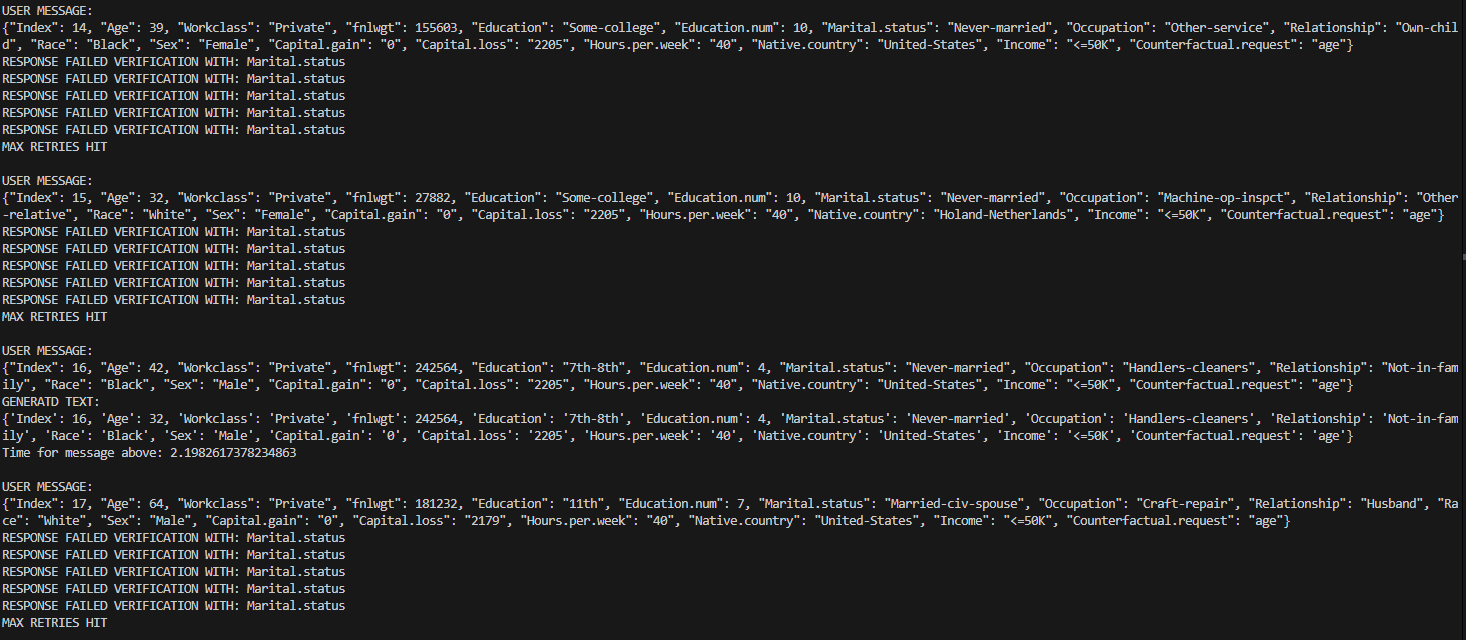 USER MESSAGE:
{"Index": 14, "Age": 39, "Workclass": "Private", "fnlwgt": 155603, "Education": "Some-college", "Education.num": 10, "Marital.status": "Never-married", "Occupation": "Other-service", "Relationship": "Own-chil
d", "Race": "Black", "Sex": "Female", "Capital.gain": "0", "Capital.loss": "2205", "Hours.per.week": "40", "Native.country": "United-States", "Income": "<=50K", "Counterfactual.request": "age"}
RESPONSE FAILED VERIFICATION WITH: Marital.status
RESPONSE FAILED VERIFICATION WITH: Marital.status
RESPONSE FAILED VERIFICATION WITH: Marital.status
RESPONSE FAILED VERIFICATION WITH: Marital.status
RESPONSE FAILED VERIFICATION WITH: Marital.status
MAX RETRIES HIT

USER MESSAGE:
{"Index": 15, "Age": 32, "Workclass": "Private", "fnlwgt": 27882, "Education": "Some-college", "Education.num": 10, "Marital.status": "Never-married", "Occupation": "Machine-op-inspct", "Relationship": "Other
-relative", "Race": "White", "Sex": "Female", "Capital.gain": "0", "Capital.loss": "2205", "Hours.per.week": "40", "Native.country": "Holand-Netherlands", "Income": "<=50K", "Counterfactual.request": "age"}
RESPONSE FAILED VERIFICATION WITH: Marital.status
RESPONSE FAILED VERIFICATION WITH: Marital.status
RESPONSE FAILED VERIFICATION WITH: Marital.status
RESPONSE FAILED VERIFICATION WITH: Marital.status
RESPONSE FAILED VERIFICATION WITH: Marital.status
MAX RETRIES HIT

USER MESSAGE:
{"Index": 16, "Age": 42, "Workclass": "Private", "fnlwgt": 242564, "Education": "7th-8th", "Education.num": 4, "Marital.status": "Never-married", "Occupation": "Handlers-cleaners", "Relationship": "Not-in-fam
ily", "Race": "Black", "Sex": "Male", "Capital.gain": "0", "Capital.loss": "2205", "Hours.per.week": "40", "Native.country": "United-States", "Income": "<=50K", "Counterfactual.request": "age"}
GENERATD TEXT:
{'Index': 16, 'Age': 32, 'Workclass': 'Private', 'fnlwgt': 242564, 'Education': '7th-8th', 'Education.num': 4, 'Marital.status': 'Never-married', 'Occupation': 'Handlers-cleaners', 'Relationship': 'Not-in-fam
ily', 'Race': 'Black', 'Sex': 'Male', 'Capital.gain': '0', 'Capital.loss': '2205', 'Hours.per.week': '40', 'Native.country': 'United-States', 'Income': '<=50K', 'Counterfactual.request': 'age'}
Time for message above: 2.1982617378234863

USER MESSAGE:
{"Index": 17, "Age": 64, "Workclass": "Private", "fnlwgt": 181232, "Education": "11th", "Education.num": 7, "Marital.status": "Married-civ-spouse", "Occupation": "Craft-repair", "Relationship": "Husband", "Ra
ce": "White", "Sex": "Male", "Capital.gain": "0", "Capital.loss": "2179", "Hours.per.week": "40", "Native.country": "United-States", "Income": "<=50K", "Counterfactual.request": "age"}
RESPONSE FAILED VERIFICATION WITH: Marital.status
RESPONSE FAILED VERIFICATION WITH: Marital.status
RESPONSE FAILED VERIFICATION WITH: Marital.status
RESPONSE FAILED VERIFICATION WITH: Marital.status
RESPONSE FAILED VERIFICATION WITH: Marital.status
MAX RETRIES HIT